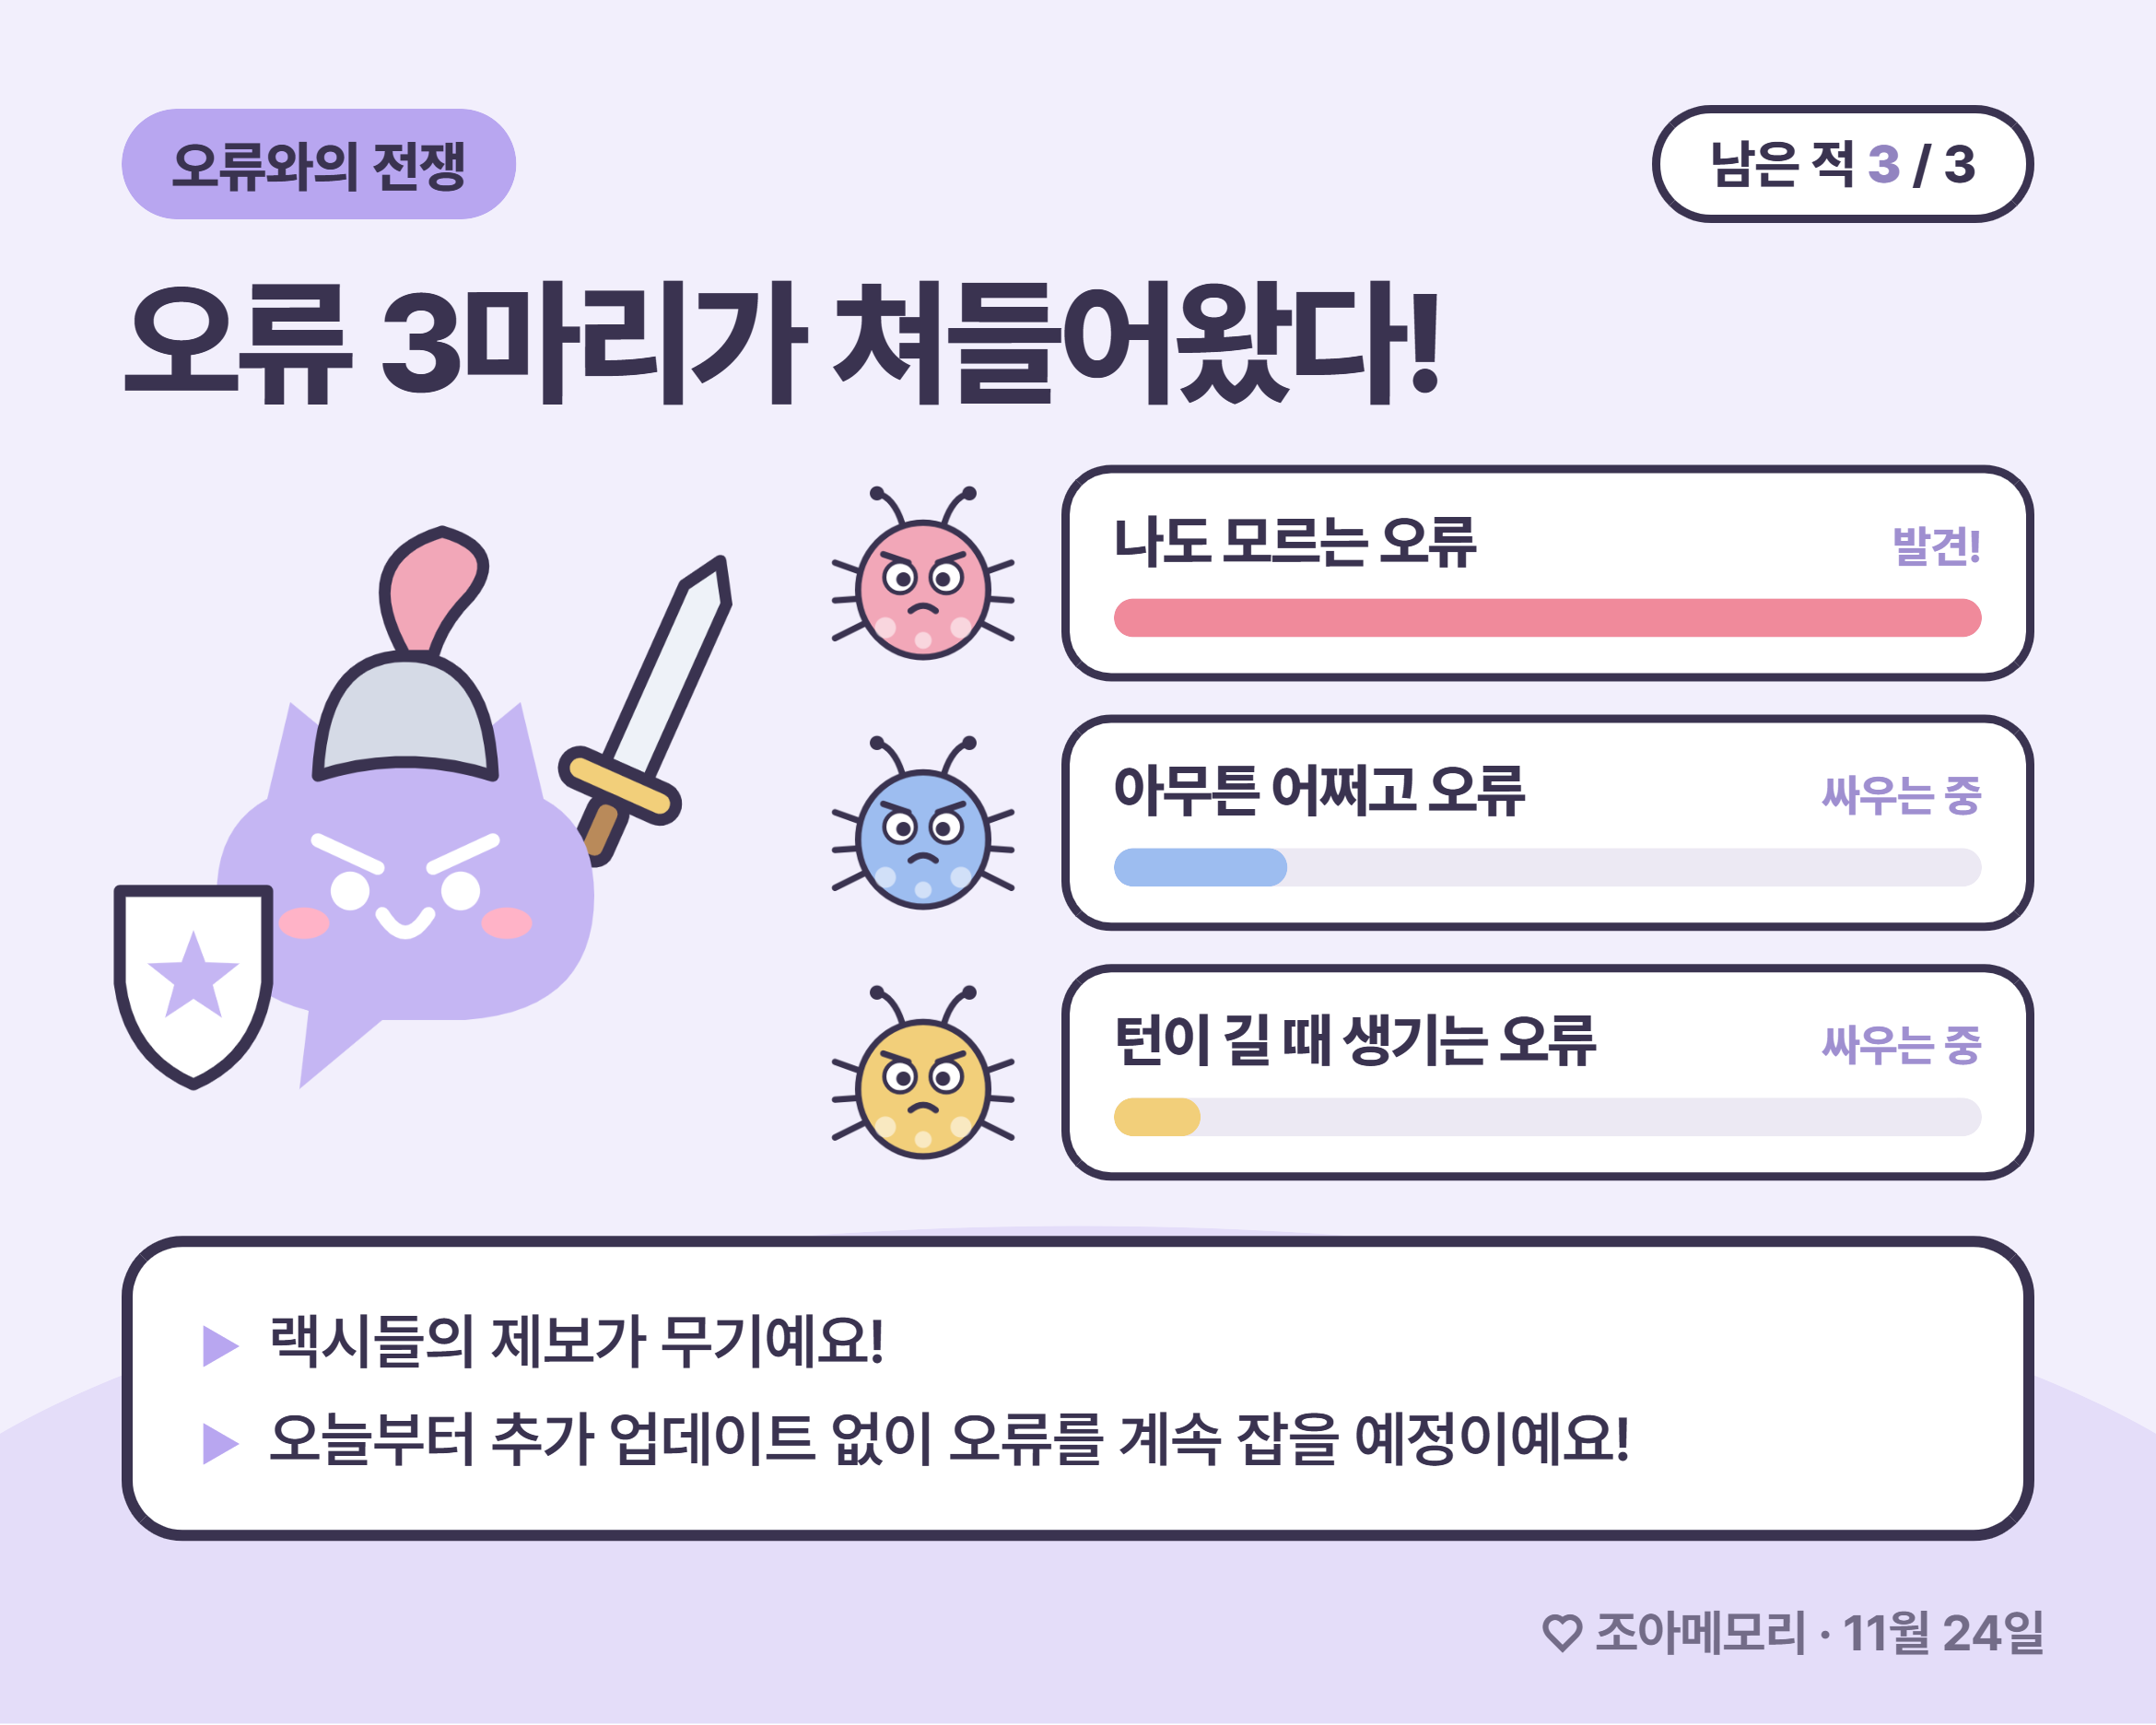 오류와의 전쟁
남은 적 3 / 3
오류 3마리가 쳐들어왔다!
나도 모르는 오류
발견!
아무튼 어쩌고 오류
싸우는 중
턴이 길 때 생기는 오류
싸우는 중
▶ 랙시들의 제보가 무기예요!
▶ 오늘부터 추가 업데이트 없이 오류를 계속 잡을 예정이예요!
♡ 조아메모리 · 11월 24일